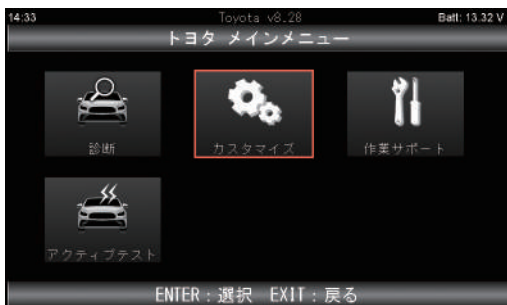 14:33 Toyota v8.28 Batt: 13.32 V
トヨタ メインメニュー
診断 カスタマイズ 作業サポート
アクティブテスト
ENTER：選択 EXIT：戻る